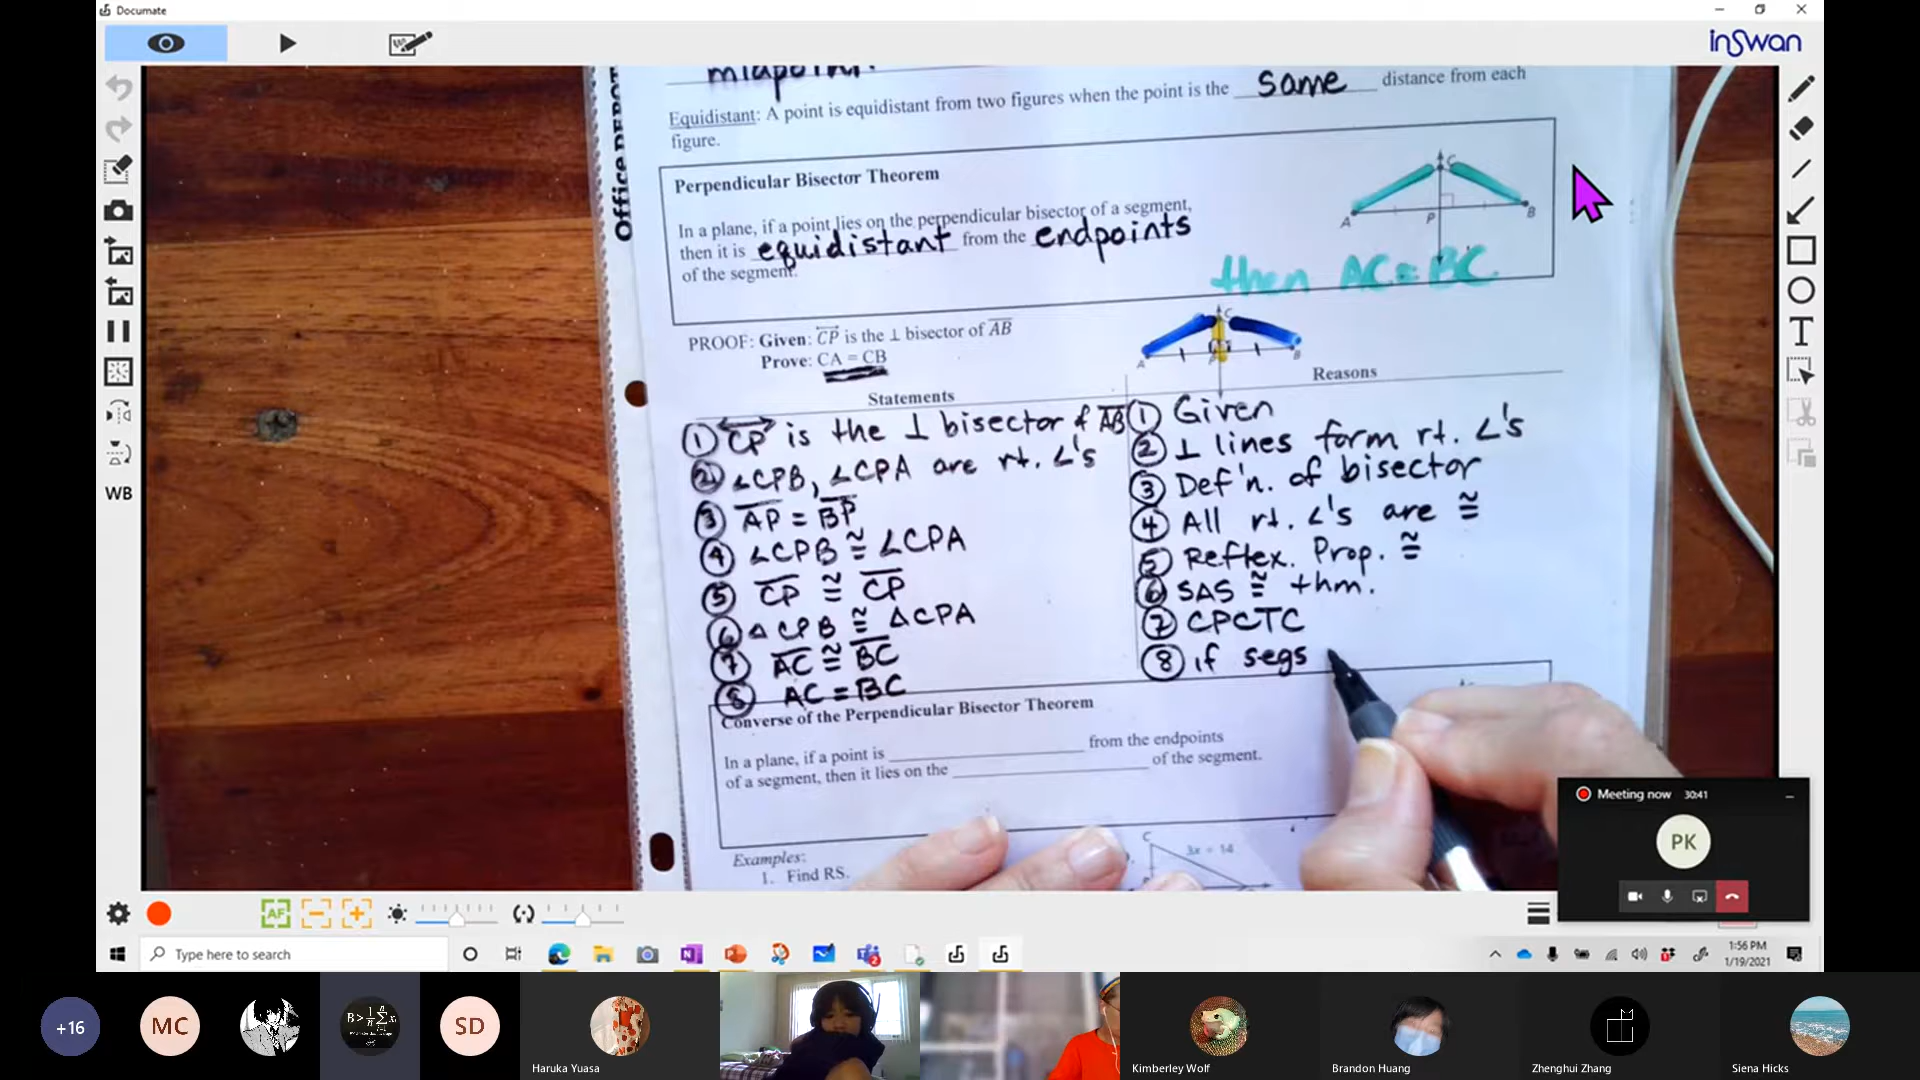 Documate
inSwan
midpoint.
Equidistant: A point is equidistant from two figures when the point is the same distance from each
figure.
Office DEPOT
Perpendicular Bisector Theorem
In a plane, if a point lies on the perpendicular bisector of a segment,
then it is equidistant from the endpoints
of the segment.
C
A
P
B
then AC = BC
PROOF: Given: CP is the ⊥ bisector of AB
Prove: CA = CB
C
A
B
Statements
Reasons
① CP is the ⊥ bisector of AB
② ∠CPB, ∠CPA are rt. ∠'s
③ AP = BP
④ ∠CPB ≅ ∠CPA
⑤ CP ≅ CP
⑥ △CPB ≅ △CPA
⑦ AC ≅ BC
⑧ AC = BC
① Given
② ⊥ lines form rt. ∠'s
③ Def'n. of bisector
④ All rt. ∠'s are ≅
⑤ Reflex. Prop. ≅
⑥ SAS ≅ thm.
⑦ CPCTC
⑧ if segs
Converse of the Perpendicular Bisector Theorem
In a plane, if a point is ____ from the endpoints
of a segment, then it lies on the ____ of the segment.
Examples:
1. Find RS.
C
WB
AF
Meeting now 30:41
PK
Type here to search
1:56 PM
1/19/2021
+16
MC
SD
Haruka Yuasa
Kimberley Wolf
Brandon Huang
Zhenghui Zhang
Siena Hicks